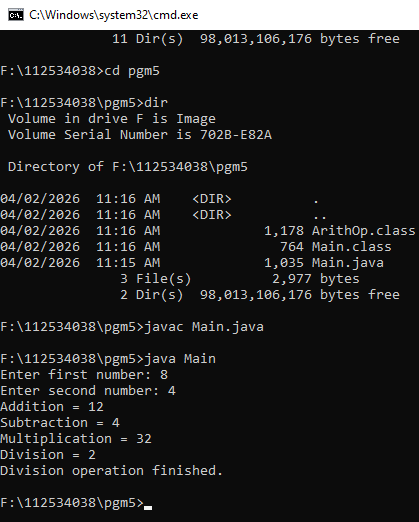 C:\Windows\system32\cmd.exe
11 Dir(s)  98,013,106,176 bytes free
F:\112534038>cd pgm5
F:\112534038\pgm5>dir
Volume in drive F is Image
Volume Serial Number is 702B-E82A
Directory of F:\112534038\pgm5
04/02/2026  11:16 AM    <DIR>          .
04/02/2026  11:16 AM    <DIR>          ..
04/02/2026  11:16 AM             1,178 ArithOp.class
04/02/2026  11:16 AM               764 Main.class
04/02/2026  11:15 AM             1,035 Main.java
3 File(s)          2,977 bytes
2 Dir(s)  98,013,106,176 bytes free
F:\112534038\pgm5>javac Main.java
F:\112534038\pgm5>java Main
Enter first number: 8
Enter second number: 4
Addition = 12
Subtraction = 4
Multiplication = 32
Division = 2
Division operation finished.
F:\112534038\pgm5>